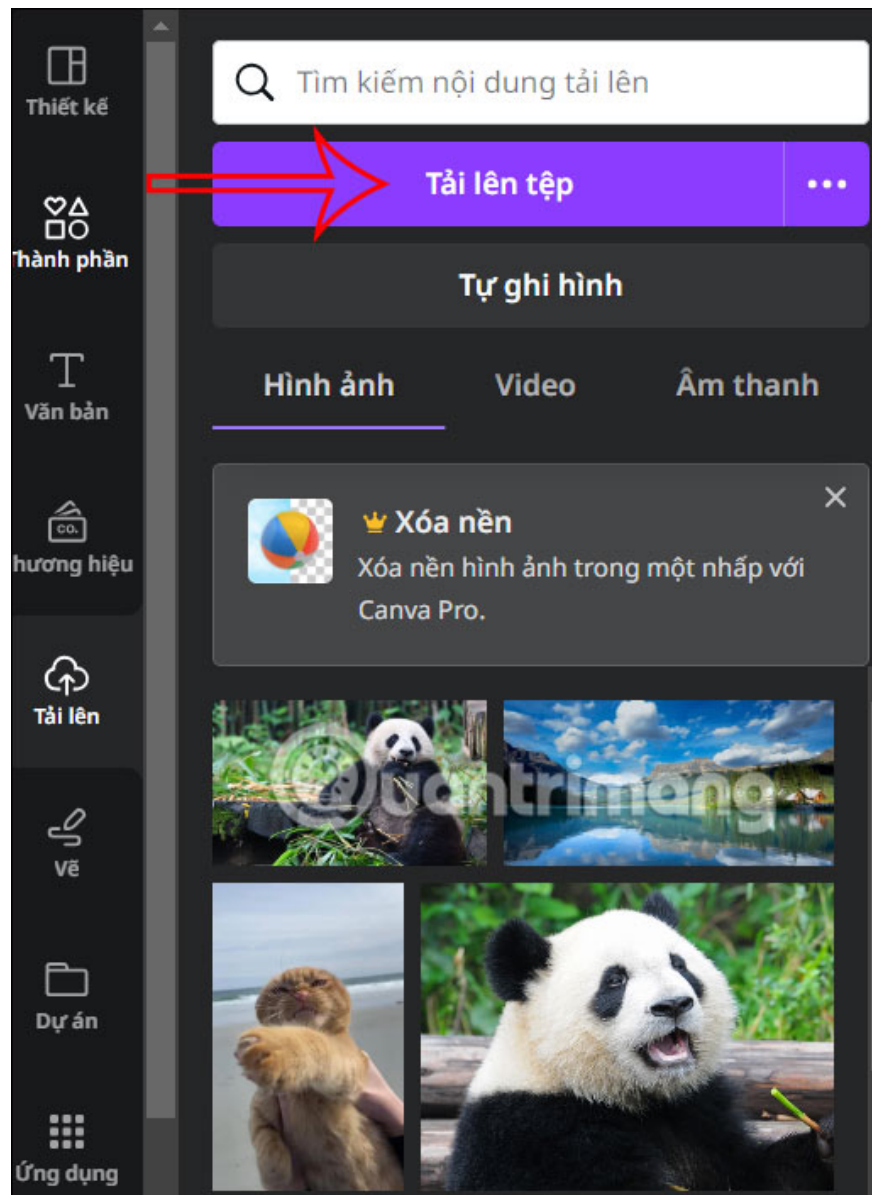 Thiết kế
Thành phần
Văn bản
CO.
hương hiệu
Tải lên
Vẽ
Dự án
Ứng dụng
Tìm kiếm nội dung tải lên
Tải lên tệp
Tự ghi hình
Hình ảnh
Video
Âm thanh
Xóa nền
Xóa nền hình ảnh trong một nhấp với
Canva Pro.
Quantrimang